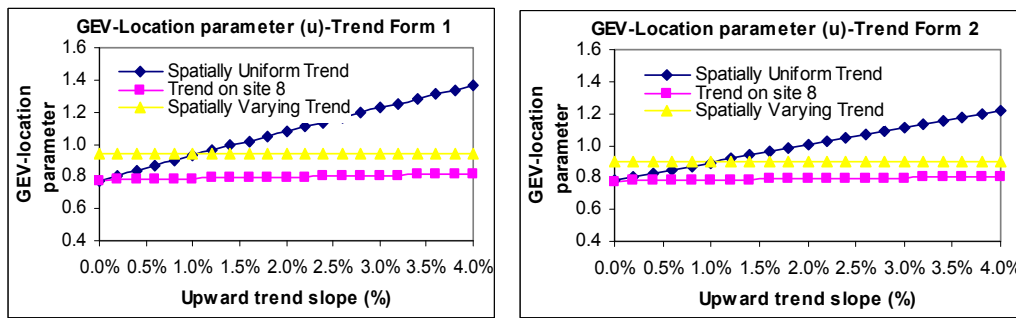 GEV-Location parameter (u)-Trend Form 1
1.6
1.4
1.2
1.0
0.8
0.6
0.4
GEV-location
parameter
Spatially Uniform Trend
Trend on site 8
Spatially Varying Trend
0.0% 0.5% 1.0% 1.5% 2.0% 2.5% 3.0% 3.5% 4.0%
Upward trend slope (%)
GEV-Location parameter (u)-Trend Form 2
1.6
1.4
1.2
1.0
0.8
0.6
0.4
GEV-location
parameter
Spatially Uniform Trend
Trend on site 8
Spatially Varying Trend
0.0% 0.5% 1.0% 1.5% 2.0% 2.5% 3.0% 3.5% 4.0%
Upward trend slope (%)